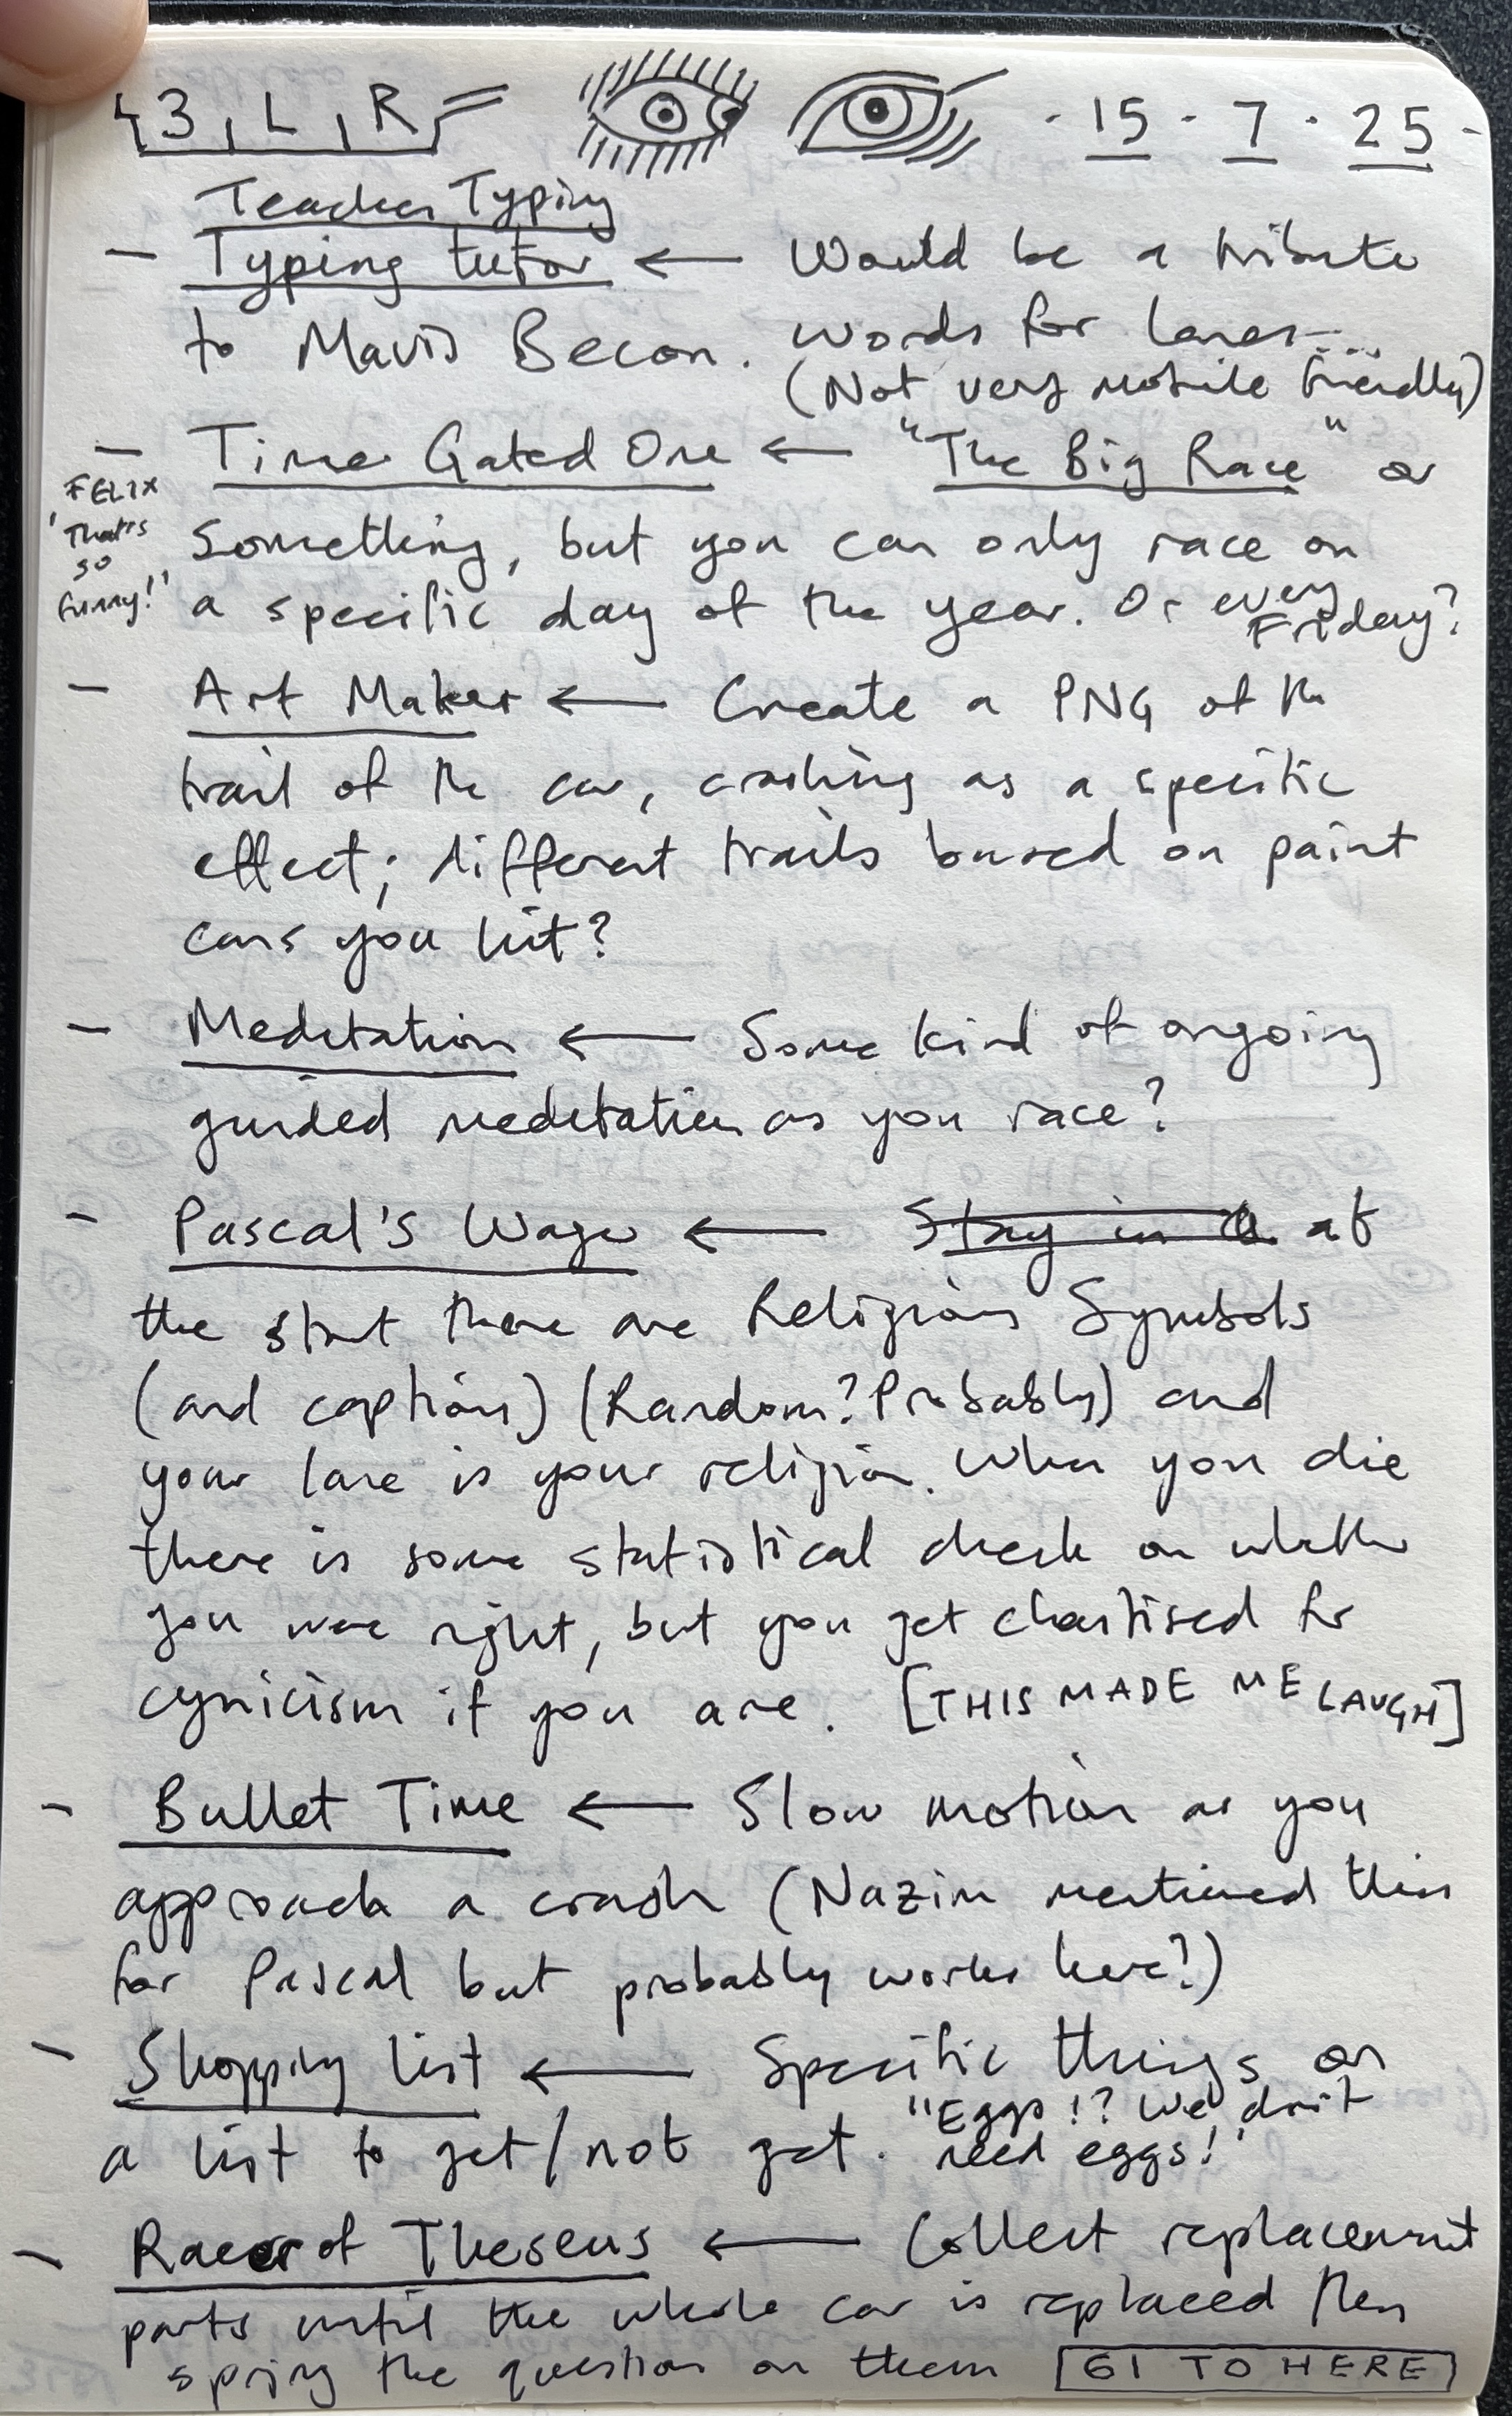 {3, L, R} =
· 15 · 7 · 25 ·
Teacher Typing
— Typing tutor ← Would be a tribute
to Mavis Becon. Words for lanes...
(Not very mobile friendly)
— Time Gated One ← "The Big Race" or
FELIX
'That's
so
funny!'
something, but you can only race on
a specific day of the year. Or every
Friday?
— Art Maker ← Create a PNG of the
trail of the car, crashing as a specific
effect; different trails based on paint
cans you hit?
— Meditation ← Some kind of ongoing
guided meditation as you race?
- Pascal's Wager ← Stay in a at
the start there are Religious Symbols
(and captions) (Random? Probably) and
your lane is your religion. When you die
there is some statistical check on whether
you were right, but you get chastised for
cynicism if you are. [THIS MADE ME LAUGH]
- Bullet Time ← Slow motion as you
approach a crash (Nazim mentioned this
for Pascal but probably works here?)
- Shopping list ← Specific things on
a list to get/not get. "Eggs!? We don't
need eggs!"
- Racer of Theseus ← Collect replacement
parts until the whole car is replaced then
spring the question on them [61 TO HERE]